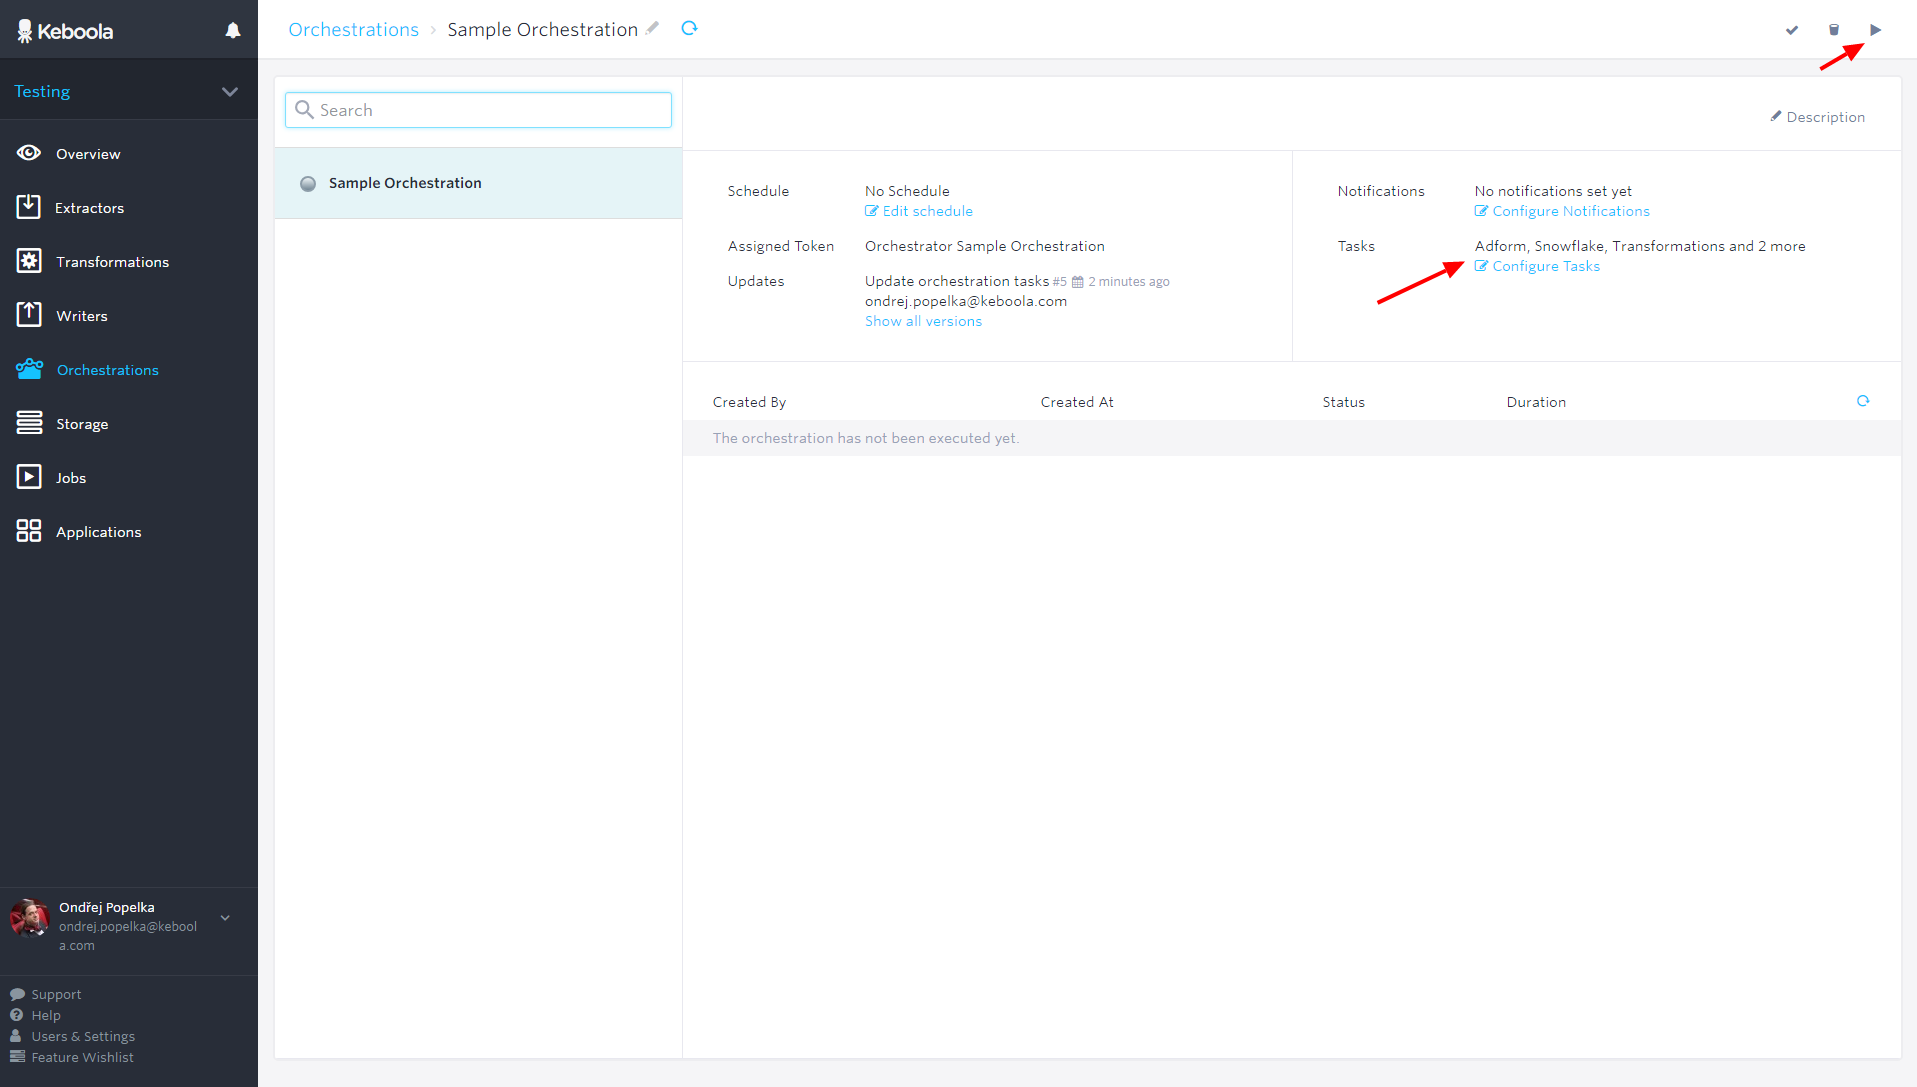 Keboola
Testing
Overview
Extractors
Transformations
Writers
Orchestrations
Storage
Jobs
Applications
Ondřej Popelka
ondrej.popelka@kebool
a.com
Support
Help
Users & Settings
Feature Wishlist
Orchestrations › Sample Orchestration
Search
Sample Orchestration
Description
Schedule No Schedule
Edit schedule
Assigned Token Orchestrator Sample Orchestration
Updates Update orchestration tasks #5 2 minutes ago
ondrej.popelka@keboola.com
Show all versions
Notifications No notifications set yet
Configure Notifications
Tasks Adform, Snowflake, Transformations and 2 more
Configure Tasks
Created By Created At Status Duration
The orchestration has not been executed yet.